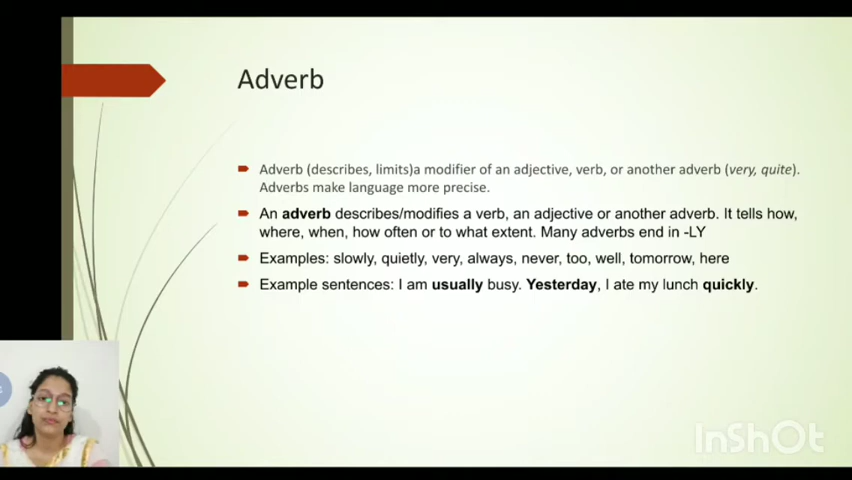 Adverb
Adverb (describes, limits)a modifier of an adjective, verb, or another adverb (very, quite).
Adverbs make language more precise.
An adverb describes/modifies a verb, an adjective or another adverb. It tells how,
where, when, how often or to what extent. Many adverbs end in -LY
Examples: slowly, quietly, very, always, never, too, well, tomorrow, here
Example sentences: I am usually busy. Yesterday, I ate my lunch quickly.
InShOt